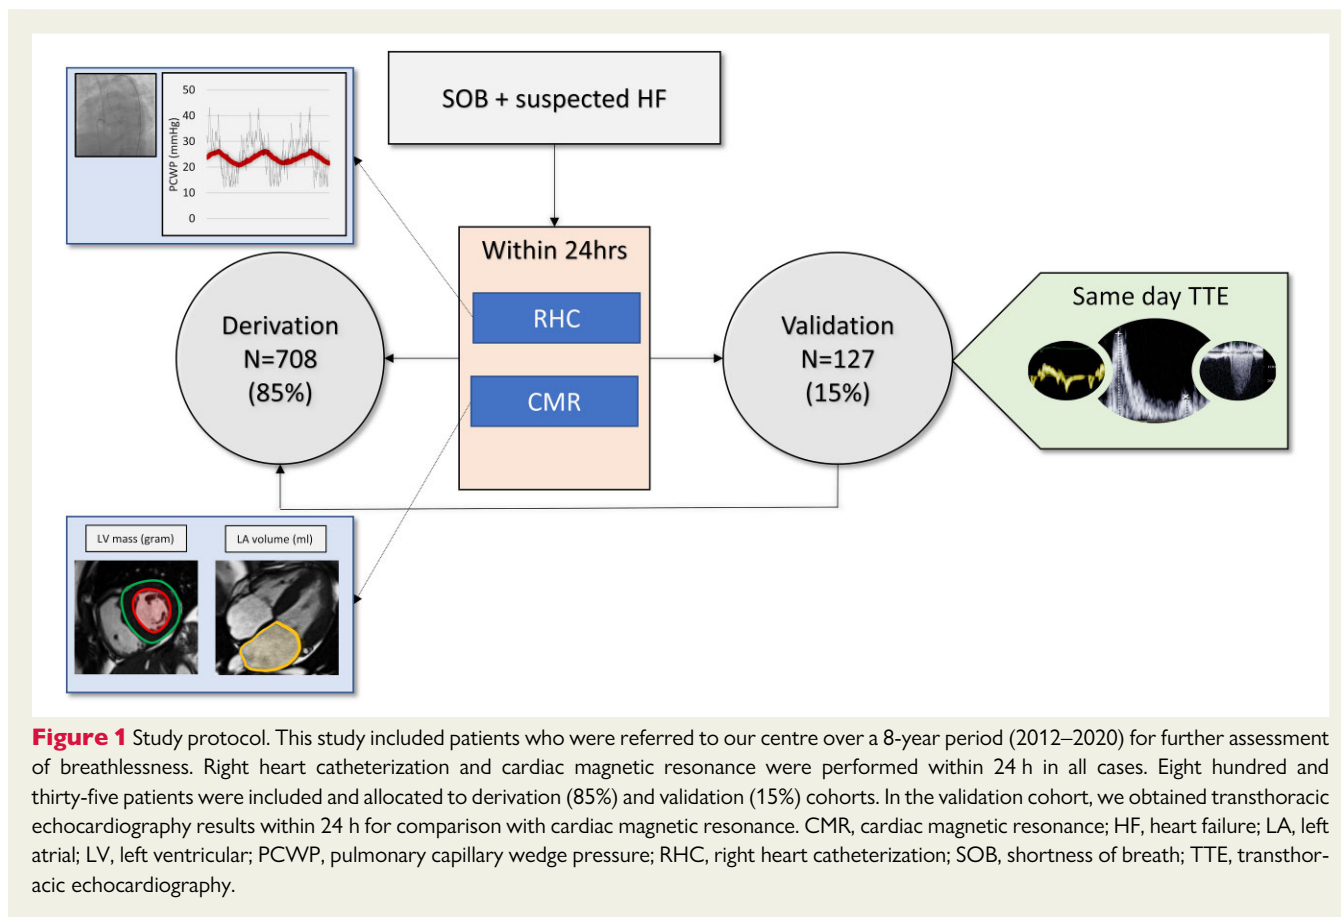 SOB + suspected HF
50
40
30
20
10
0
PCWP (mmHg)
Within 24hrs
RHC
CMR
Derivation
N=708
(85%)
Validation
N=127
(15%)
Same day TTE
LV mass (gram)
LA volume (ml)
Figure 1 Study protocol. This study included patients who were referred to our centre over a 8-year period (2012–2020) for further assessment
of breathlessness. Right heart catheterization and cardiac magnetic resonance were performed within 24 h in all cases. Eight hundred and
thirty-five patients were included and allocated to derivation (85%) and validation (15%) cohorts. In the validation cohort, we obtained transthoracic
echocardiography results within 24 h for comparison with cardiac magnetic resonance. CMR, cardiac magnetic resonance; HF, heart failure; LA, left
atrial; LV, left ventricular; PCWP, pulmonary capillary wedge pressure; RHC, right heart catheterization; SOB, shortness of breath; TTE, transthor-
acic echocardiography.